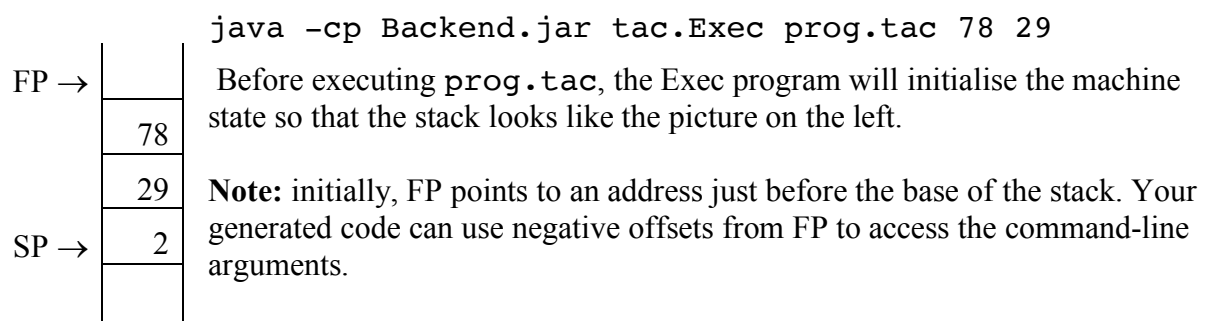 java –cp Backend.jar tac.Exec prog.tac 78 29
FP →
Before executing prog.tac, the Exec program will initialise the machine
state so that the stack looks like the picture on the left.
78
29
Note: initially, FP points to an address just before the base of the stack. Your
generated code can use negative offsets from FP to access the command-line
arguments.
SP →
2